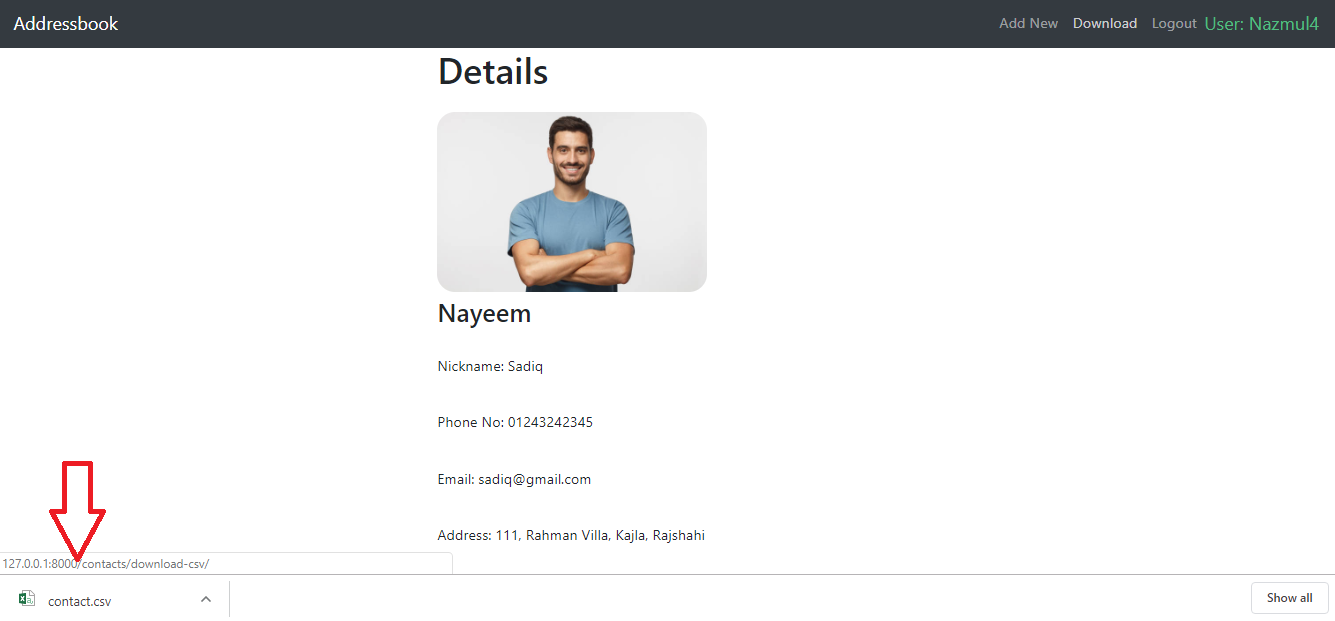 Addressbook
Add New Download Logout User: Nazmul4
Details
Nayeem
Nickname: Sadiq
Phone No: 01243242345
Email: sadiq@gmail.com
Address: 111, Rahman Villa, Kajla, Rajshahi
127.0.0.1:8000/contacts/download-csv/
contact.csv
Show all